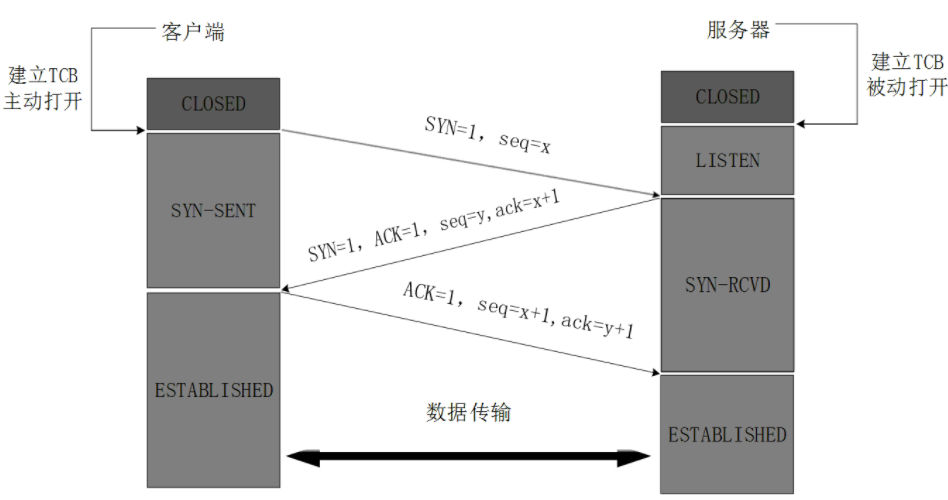 客户端
服务器
建立TCB
主动打开
建立TCB
被动打开
CLOSED
CLOSED
SYN=1, seq=x
LISTEN
SYN-SENT
SYN=1, ACK=1, seq=y,ack=x+1
SYN-RCVD
ACK=1, seq=x+1,ack=y+1
ESTABLISHED
数据传输
ESTABLISHED